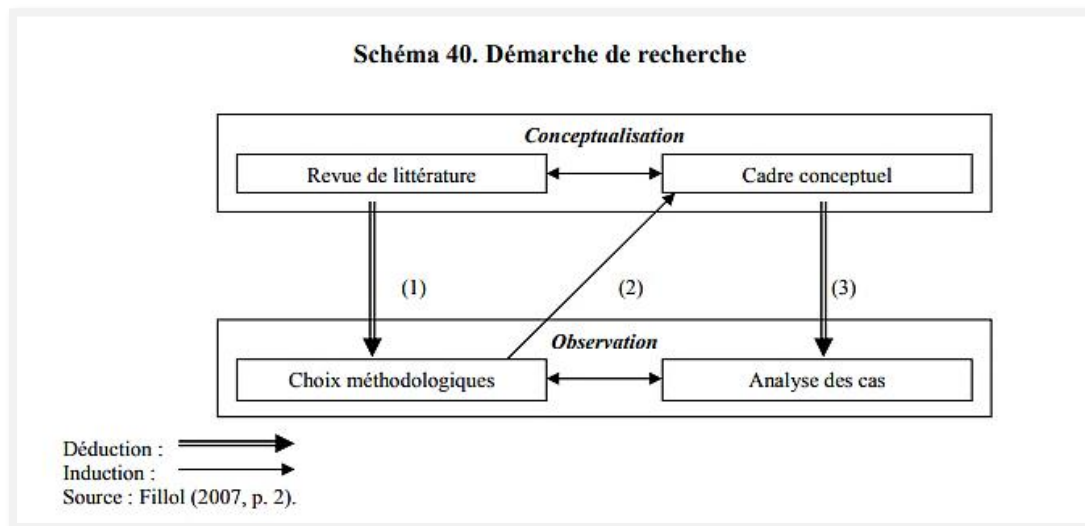 Schéma 40. Démarche de recherche
Conceptualisation
Revue de littérature
Cadre conceptuel
(1)
(2)
(3)
Observation
Choix méthodologiques
Analyse des cas
Déduction :
Induction :
Source : Fillol (2007, p. 2).